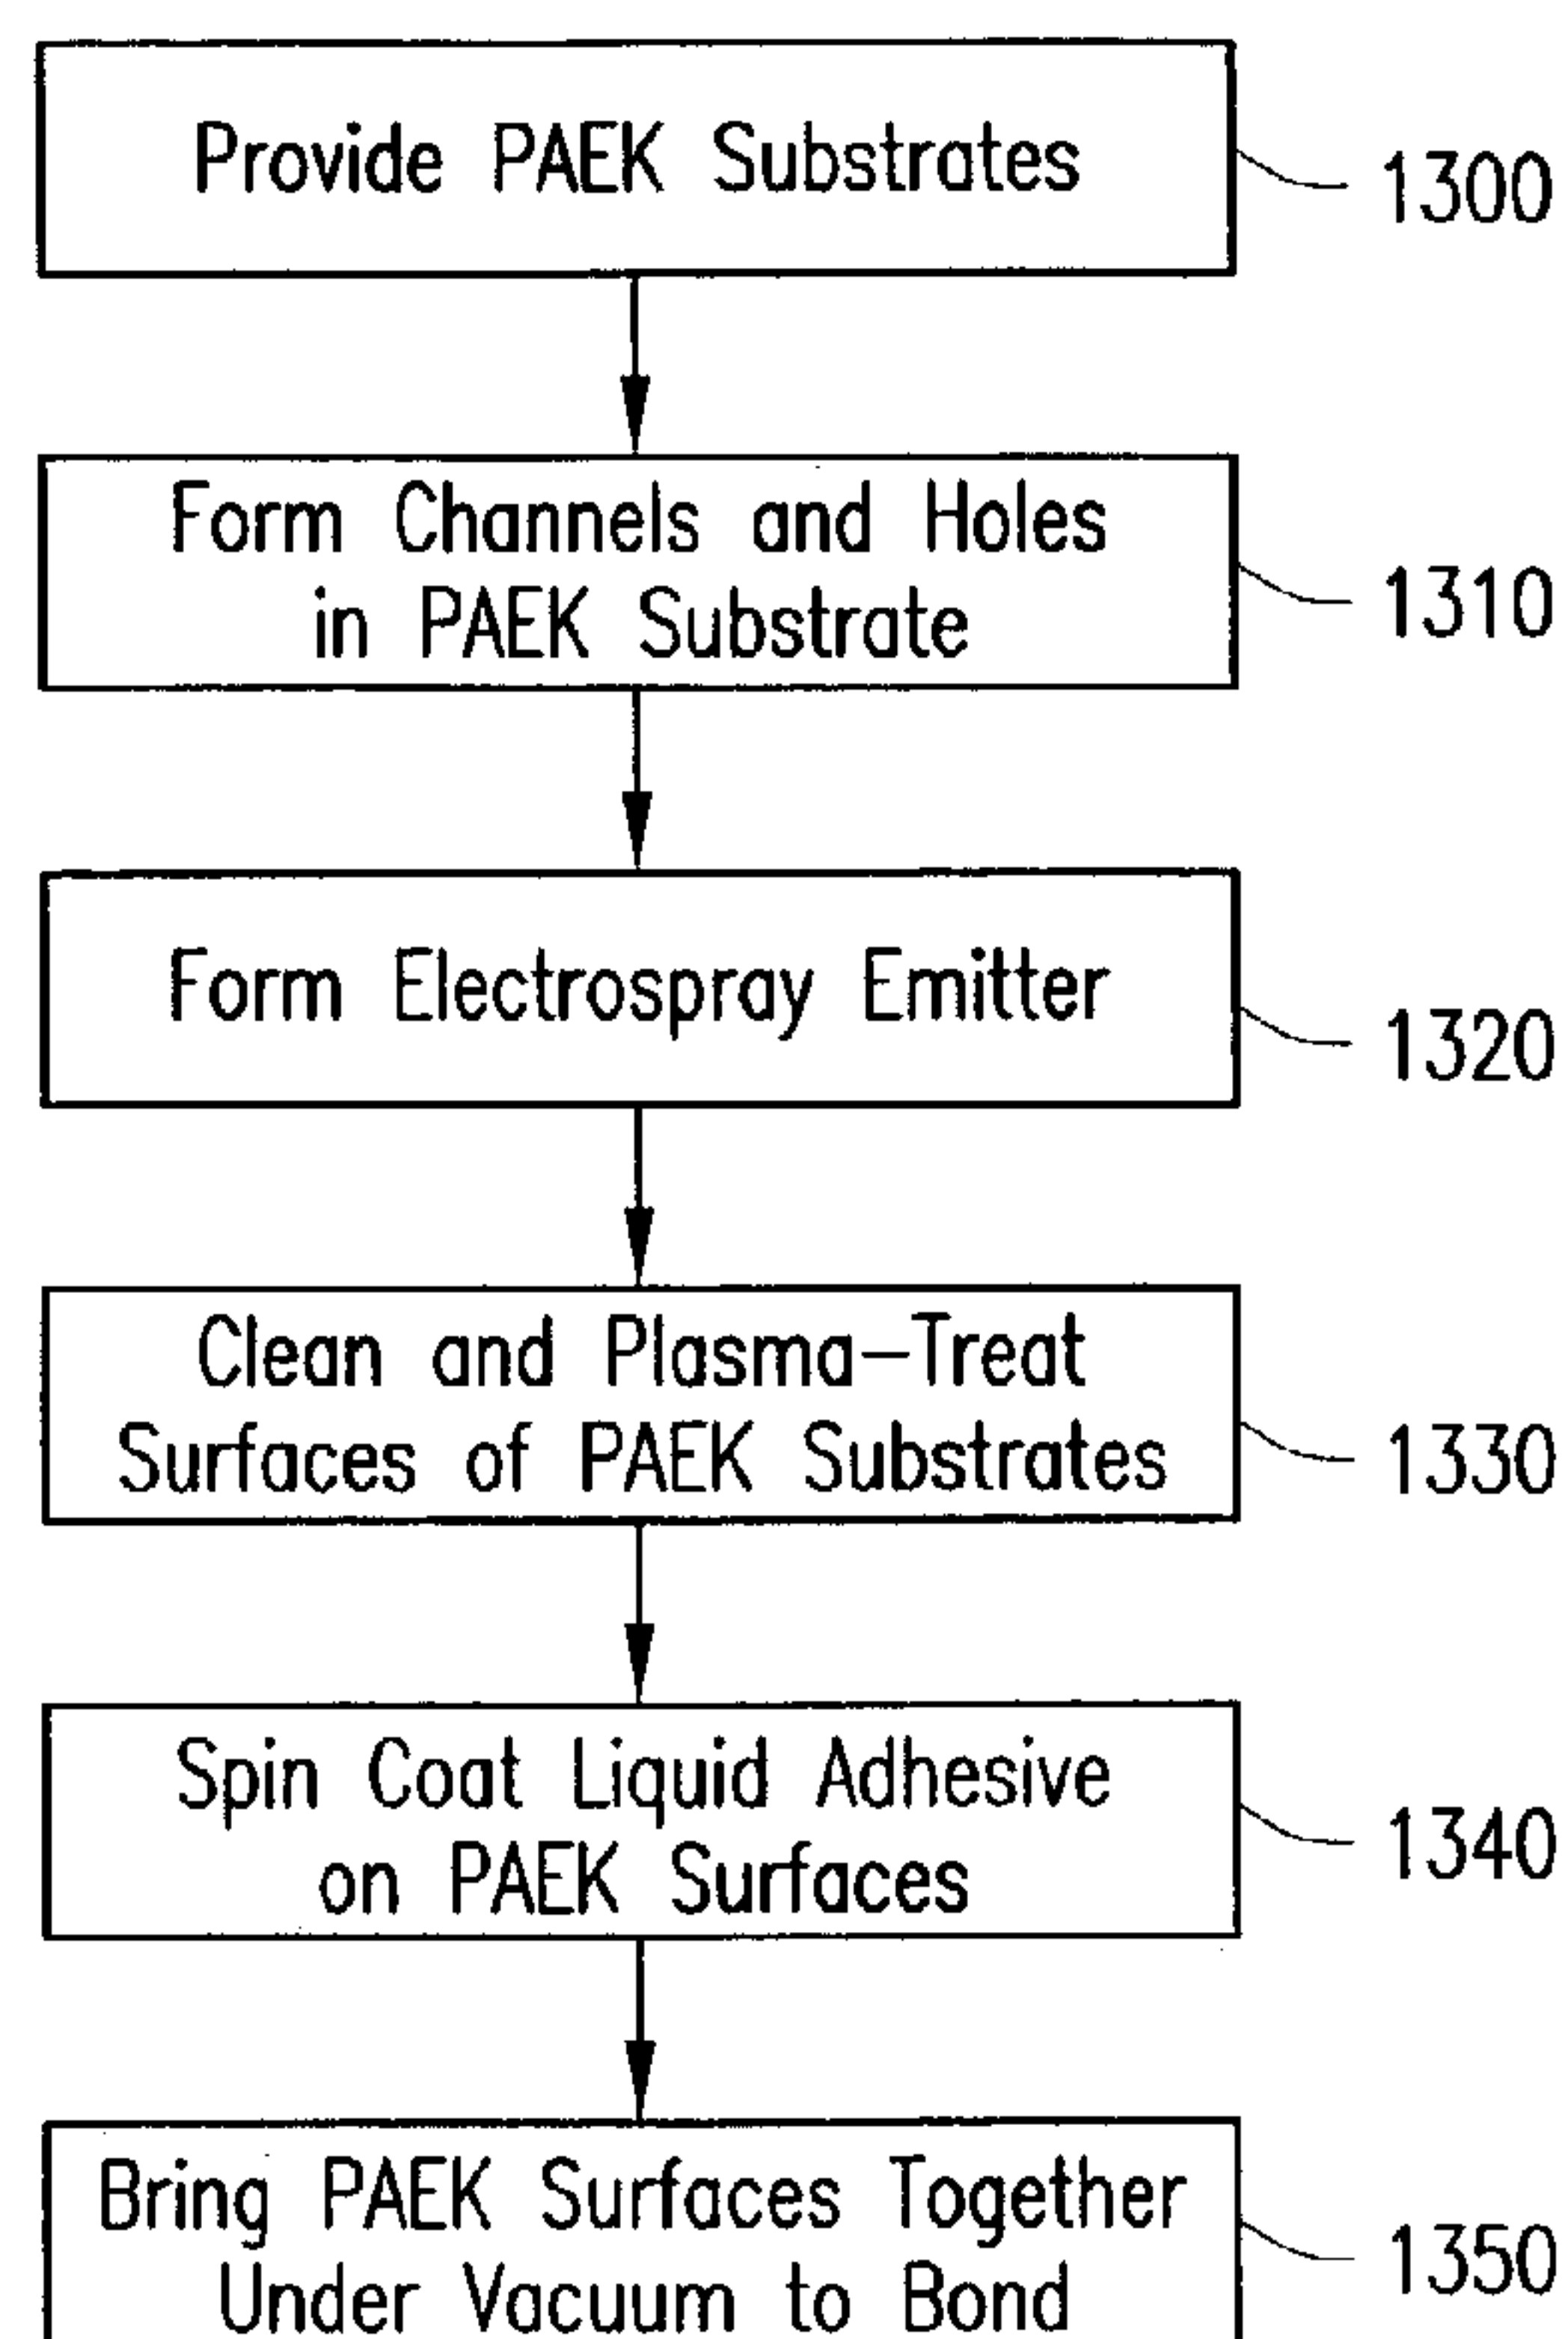 Provide PAEK Substrates
1300
Form Channels and Holes
in PAEK Substrate
1310
Form Electrospray Emitter
1320
Clean and Plasma-Treat
Surfaces of PAEK Substrates
1330
Spin Coat Liquid Adhesive
on PAEK Surfaces
1340
Bring PAEK Surfaces Together
Under Vacuum to Bond
1350